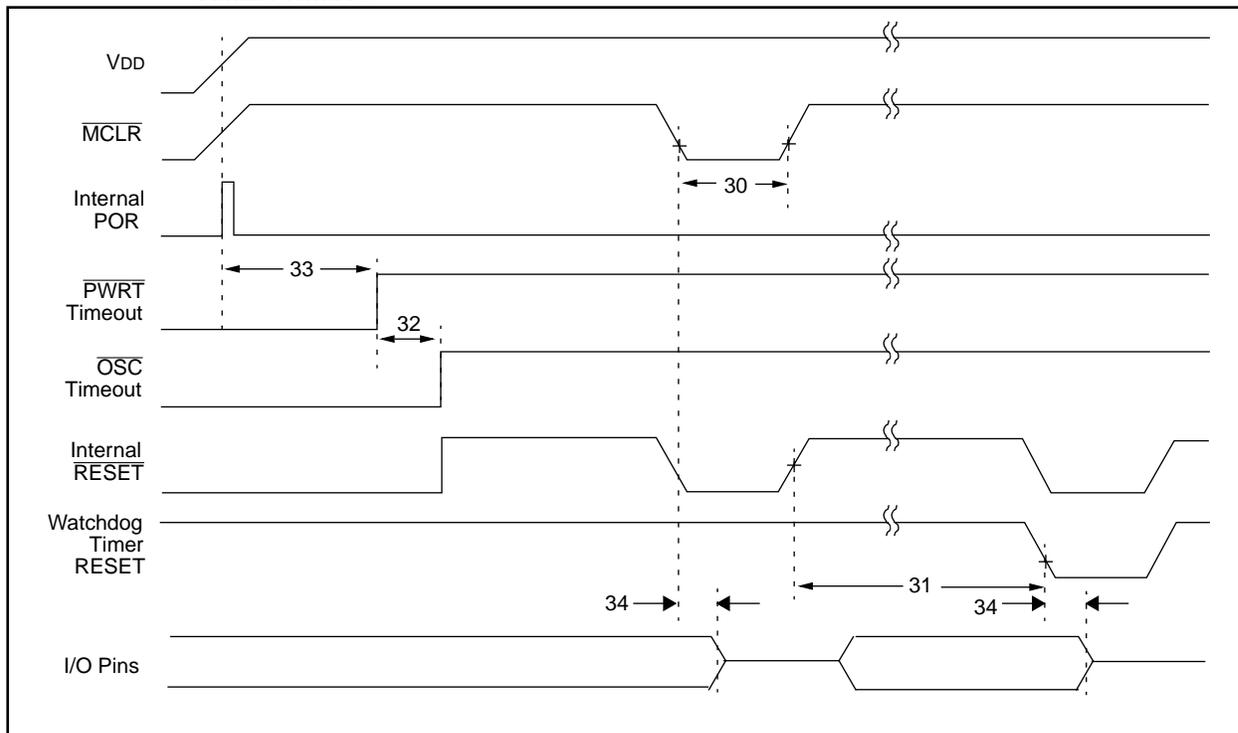 VDD
MCLR
30
Internal
POR
33
PWRT
Timeout
32
OSC
Timeout
Internal
RESET
Watchdog
Timer
RESET
31
34
34
I/O Pins